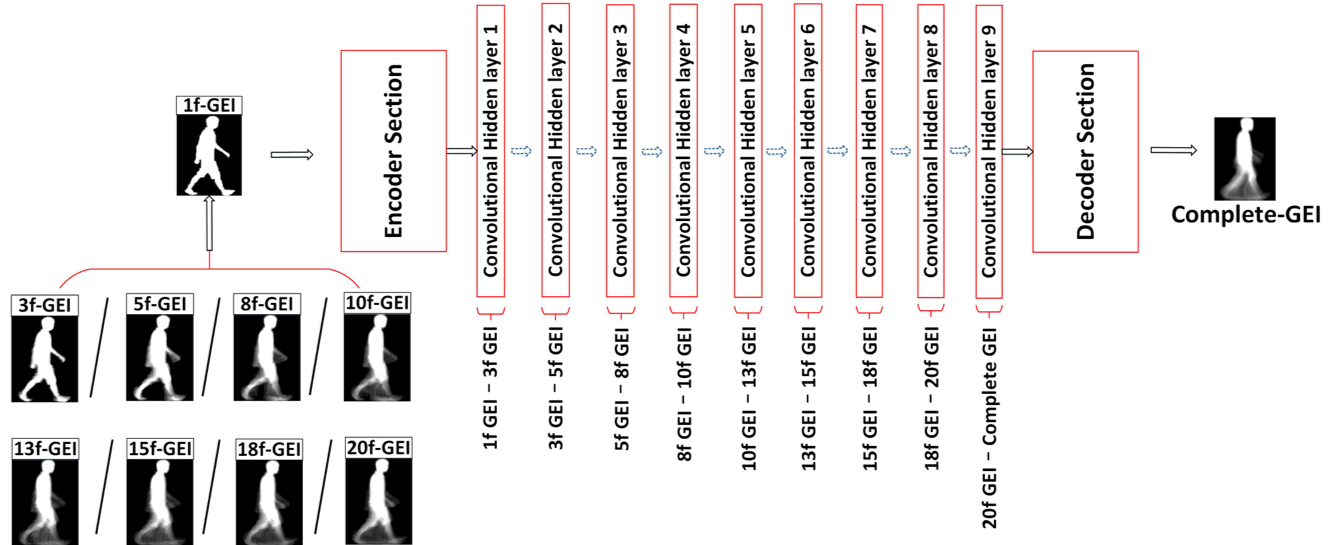 1f-GEI
3f-GEI
5f-GEI
8f-GEI
10f-GEI
13f-GEI
15f-GEI
18f-GEI
20f-GEI
Encoder Section
Convolutional Hidden layer 1
Convolutional Hidden layer 2
Convolutional Hidden layer 3
Convolutional Hidden layer 4
Convolutional Hidden layer 5
Convolutional Hidden layer 6
Convolutional Hidden layer 7
Convolutional Hidden layer 8
Convolutional Hidden layer 9
1f GEI – 3f GEI
3f GEI – 5f GEI
5f GEI – 8f GEI
8f GEI – 10f GEI
10f GEI – 13f GEI
13f GEI – 15f GEI
15f GEI – 18f GEI
18f GEI – 20f GEI
20f GEI – Complete GEI
Decoder Section
Complete-GEI